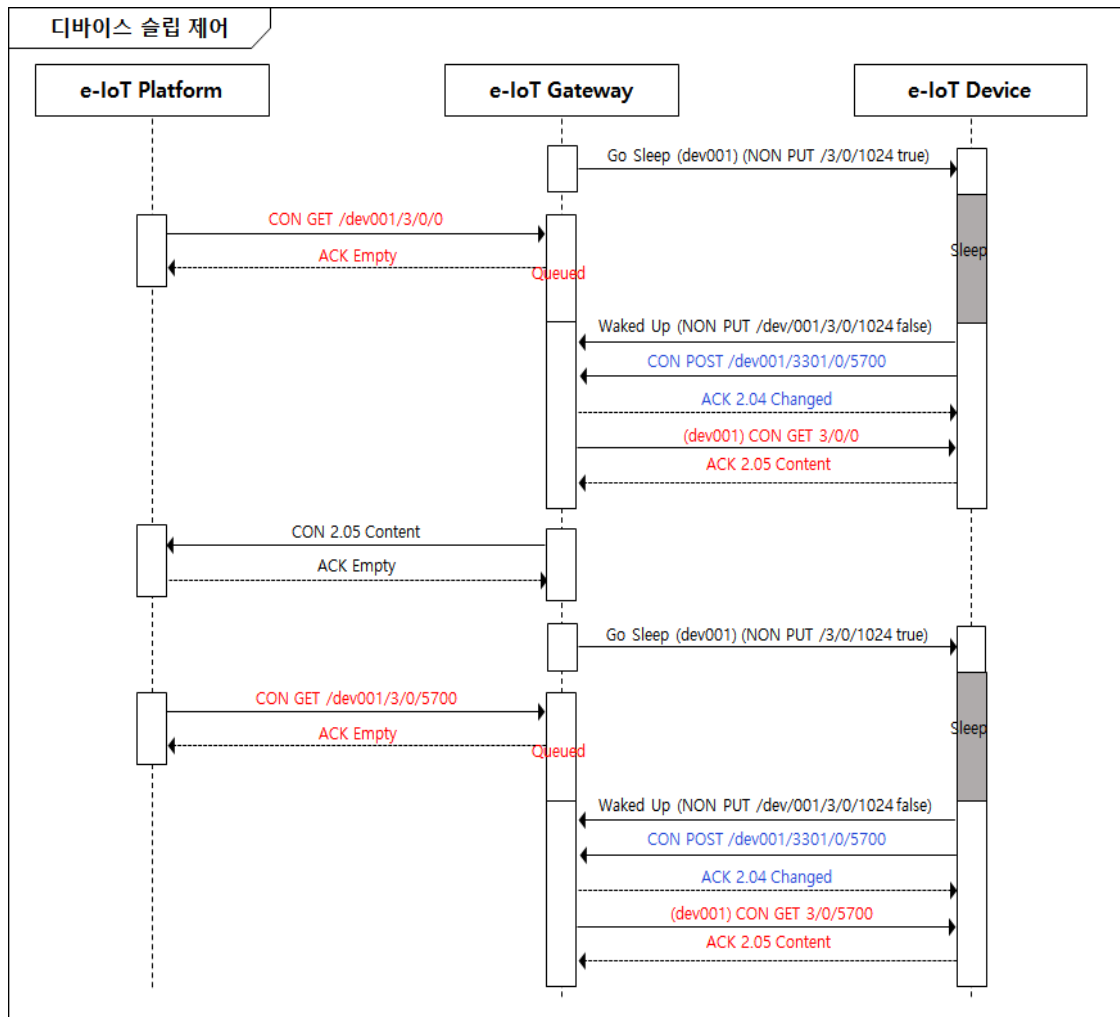 디바이스 슬립 제어
e-IoT Platform
e-IoT Gateway
e-IoT Device
Go Sleep (dev001) (NON PUT /3/0/1024 true)
CON GET /dev001/3/0/0
ACK Empty
Queued
Sleep
Waked Up (NON PUT /dev/001/3/0/1024 false)
CON POST /dev001/3301/0/5700
ACK 2.04 Changed
(dev001) CON GET 3/0/0
ACK 2.05 Content
CON 2.05 Content
ACK Empty
Go Sleep (dev001) (NON PUT /3/0/1024 true)
CON GET /dev001/3/0/5700
ACK Empty
Queued
Sleep
Waked Up (NON PUT /dev/001/3/0/1024 false)
CON POST /dev001/3301/0/5700
ACK 2.04 Changed
(dev001) CON GET 3/0/5700
ACK 2.05 Content